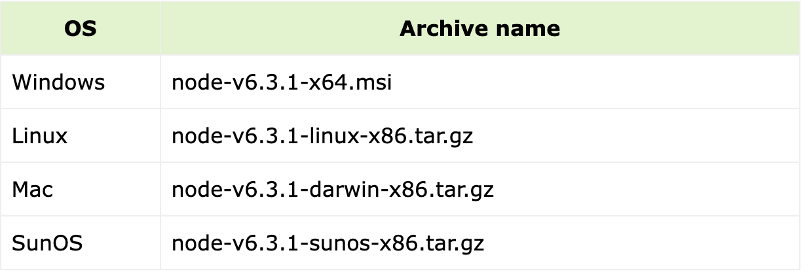 OS Archive name
Windows node-v6.3.1-x64.msi
Linux node-v6.3.1-linux-x86.tar.gz
Mac node-v6.3.1-darwin-x86.tar.gz
SunOS node-v6.3.1-sunos-x86.tar.gz